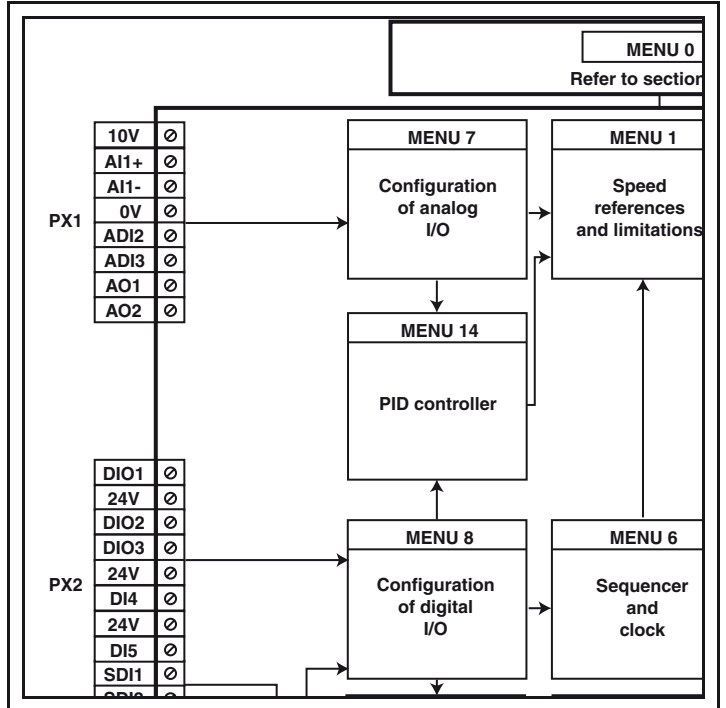 MENU 0
Refer to section
PX1
10V
AI1+
AI1-
0V
ADI2
ADI3
AO1
AO2
MENU 7
Configuration
of analog
I/O
MENU 1
Speed
references
and limitations
MENU 14
PID controller
PX2
DIO1
24V
DIO2
DIO3
24V
DI4
24V
DI5
SDI1
MENU 8
Configuration
of digital
I/O
MENU 6
Sequencer
and
clock